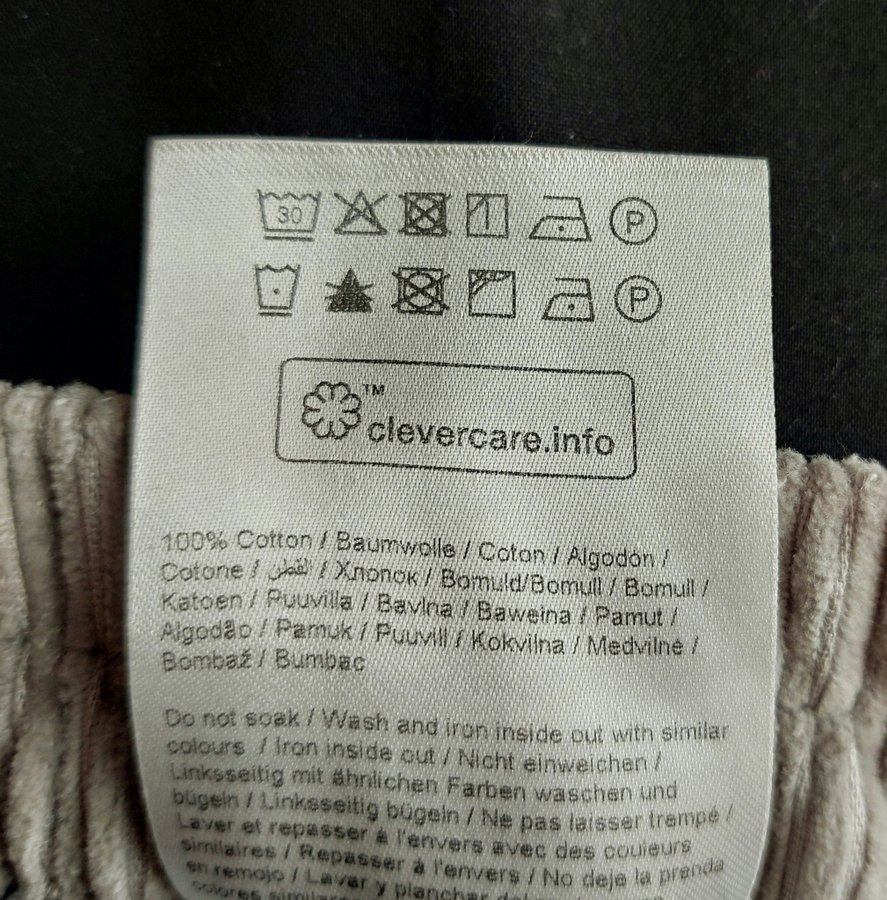 30 P
P
™
clevercare.info
100% Cotton / Baumwolle / Coton / Algodón /
Cotone / القطن / Хлопок / Bomuld/Bomull / Bomull /
Katoen / Puuvilla / Bavlna / Bawełna / Pamut /
Algodão / Pamuk / Puuvill / Kokvilna / Medvilnė /
Bombaž / Bumbac
Do not soak / Wash and iron inside out with similar
colours / Iron inside out / Nicht einweichen /
Linksseitig mit ähnlichen Farben waschen und
bügeln / Linksseitig bügeln / Ne pas laisser trempé /
Laver et repasser à l'envers avec des couleurs
similaires / Repasser à l'envers / No deje la prenda
en remojo / Lavar y planchar
colores